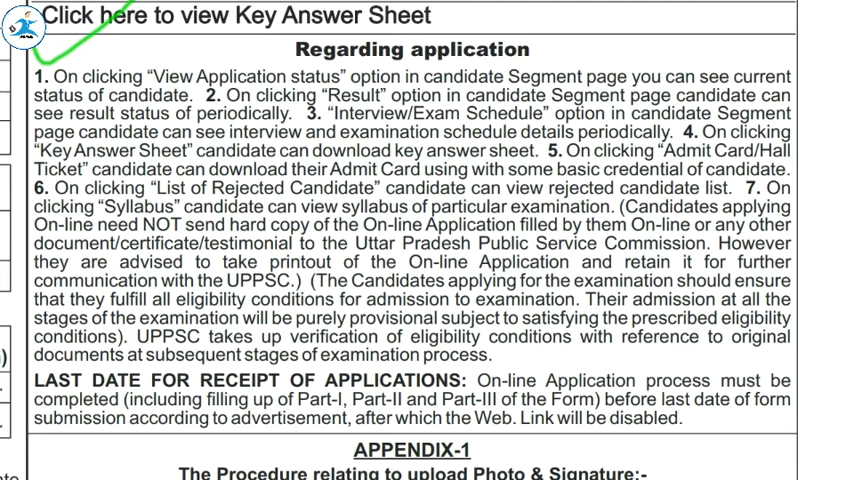 Click here to view Key Answer Sheet
Regarding application
1. On clicking "View Application status" option in candidate Segment page you can see current
status of candidate. 2. On clicking "Result" option in candidate Segment page candidate can
see result status of periodically. 3. "Interview/Exam Schedule" option in candidate Segment
page candidate can see interview and examination schedule details periodically. 4. On clicking
"Key Answer Sheet" candidate can download key answer sheet. 5. On clicking "Admit Card/Hall
Ticket" candidate can download their Admit Card using with some basic credential of candidate.
6. On clicking "List of Rejected Candidate" candidate can view rejected candidate list. 7. On
clicking "Syllabus" candidate can view syllabus of particular examination. (Candidates applying
On-line need NOT send hard copy of the On-line Application filled by them On-line or any other
document/certificate/testimonial to the Uttar Pradesh Public Service Commission. However
they are advised to take printout of the On-line Application and retain it for further
communication with the UPPSC.) (The Candidates applying for the examination should ensure
that they fulfill all eligibility conditions for admission to examination. Their admission at all the
stages of the examination will be purely provisional subject to satisfying the prescribed eligibility
conditions). UPPSC takes up verification of eligibility conditions with reference to original
documents at subsequent stages of examination process.
LAST DATE FOR RECEIPT OF APPLICATIONS: On-line Application process must be
completed (including filling up of Part-I, Part-II and Part-III of the Form) before last date of form
submission according to advertisement, after which the Web. Link will be disabled.
APPENDIX-1
The Procedure relating to upload Photo & Signature:-